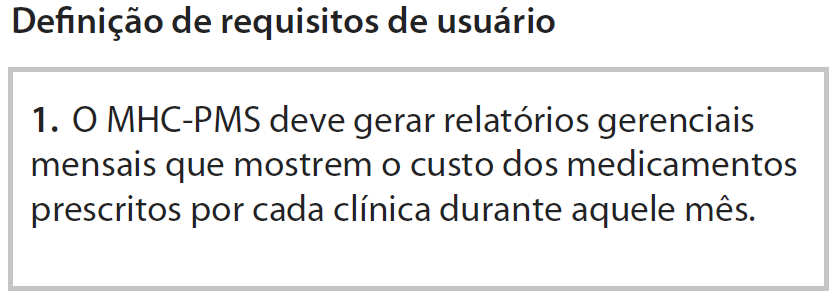 Definição de requisitos de usuário
1. O MHC-PMS deve gerar relatórios gerenciais
mensais que mostrem o custo dos medicamentos
prescritos por cada clínica durante aquele mês.